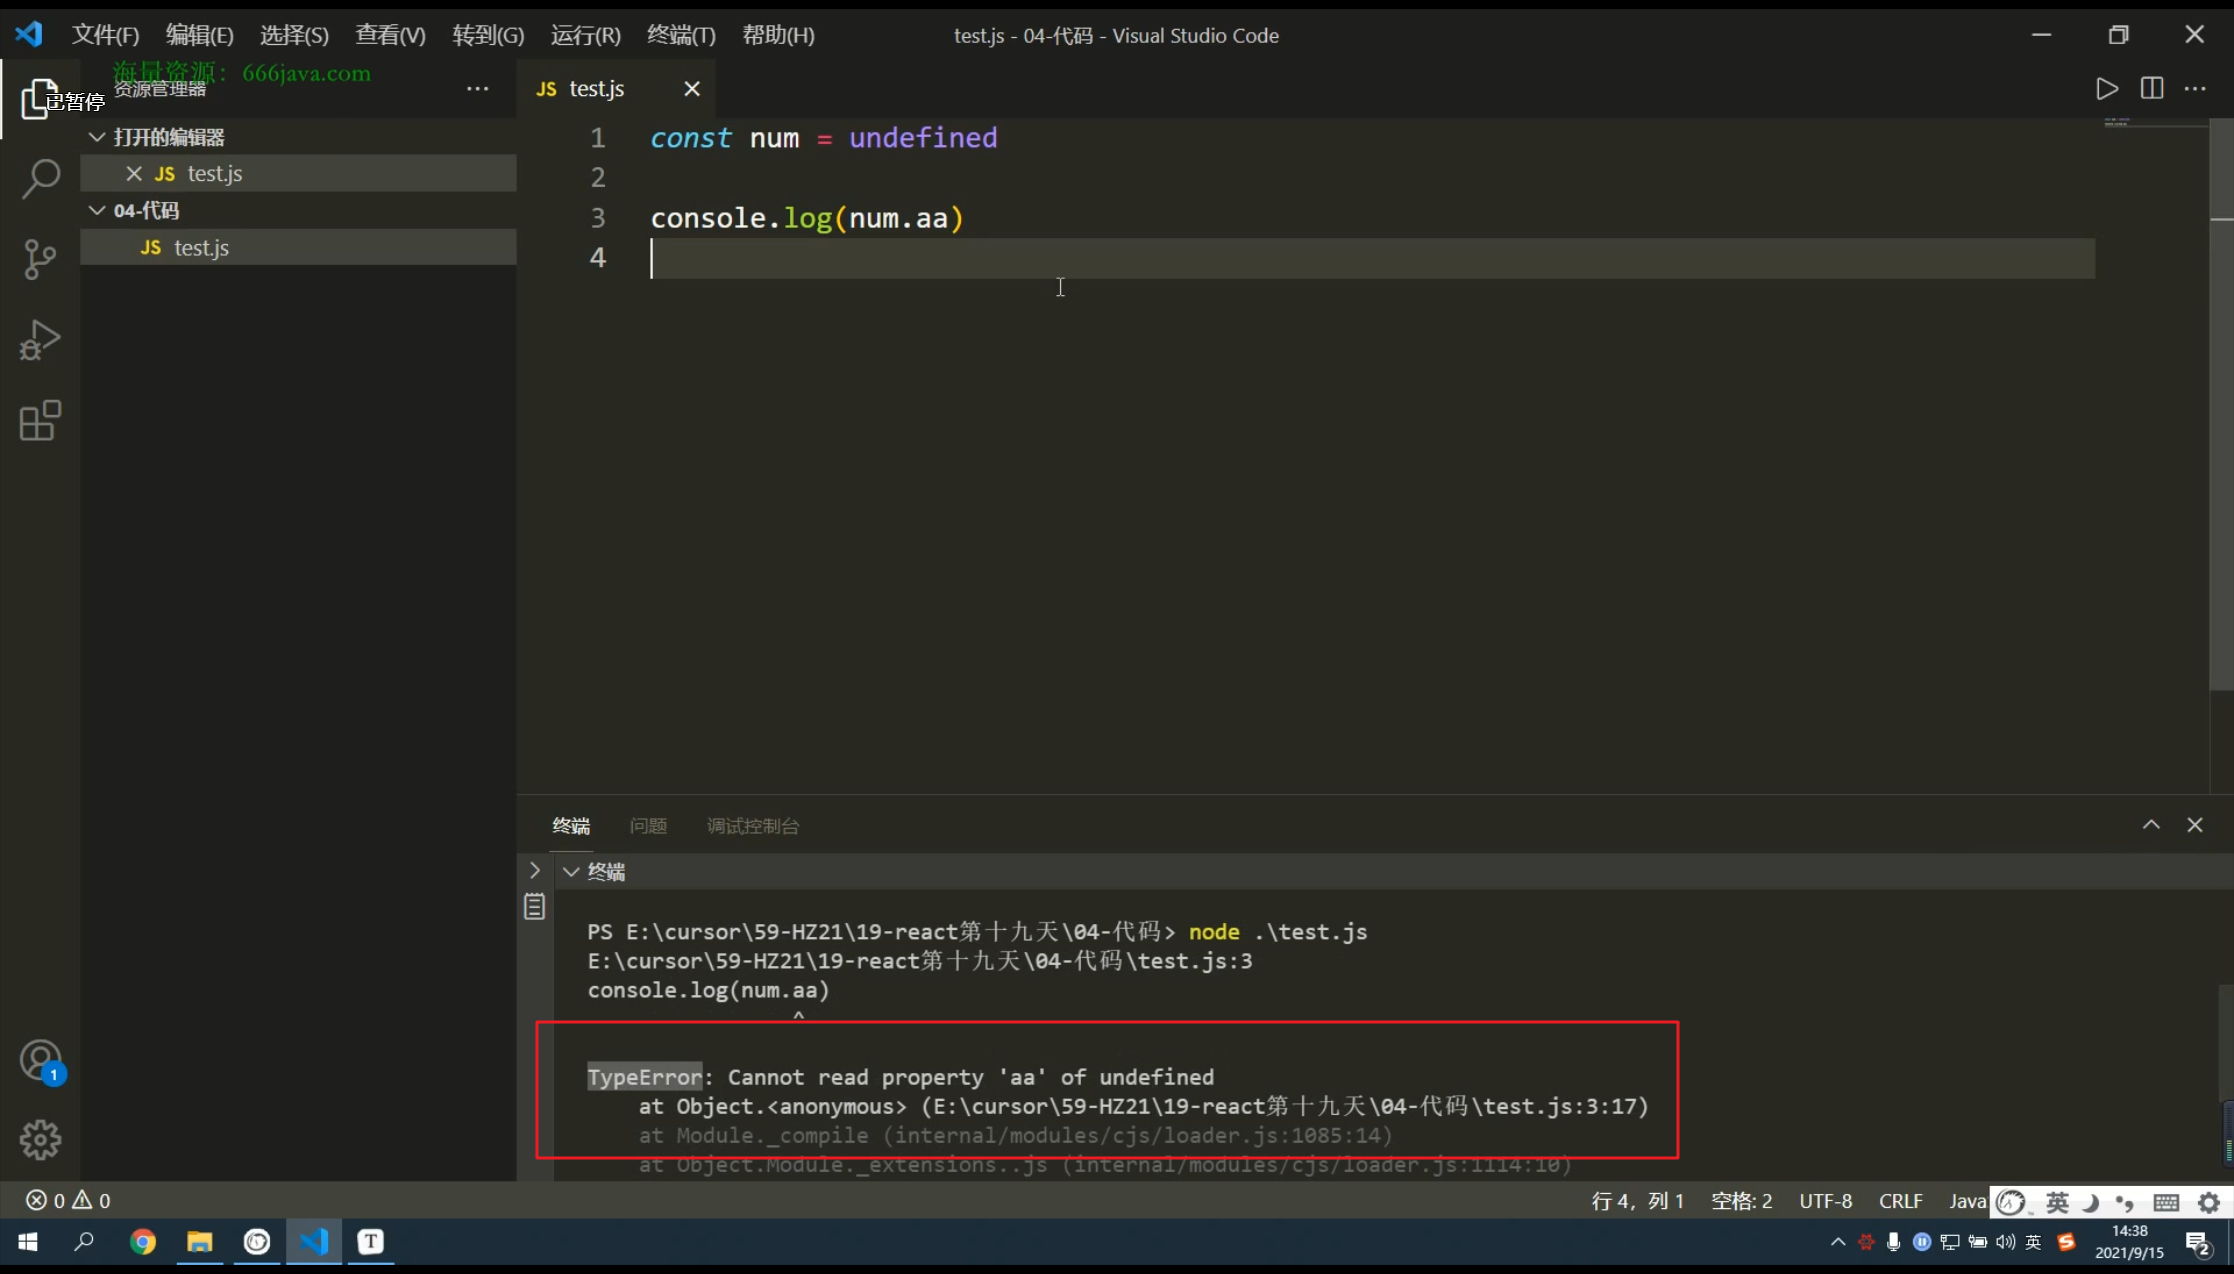 文件(F) 编辑(E) 选择(S) 查看(V) 转到(G) 运行(R) 终端(T) 帮助(H) test.js - 04-代码 - Visual Studio Code
海量资源：666java.com
已暂停
资源管理器
JS test.js
打开的编辑器
JS test.js
04-代码
JS test.js
1 const num = undefined
2
3 console.log(num.aa)
4
终端 问题 调试控制台
终端
PS E:\cursor\59-HZ21\19-react第十九天\04-代码> node .\test.js
E:\cursor\59-HZ21\19-react第十九天\04-代码\test.js:3
console.log(num.aa)
^
TypeError: Cannot read property 'aa' of undefined
at Object.<anonymous> (E:\cursor\59-HZ21\19-react第十九天\04-代码\test.js:3:17)
at Module._compile (internal/modules/cjs/loader.js:1085:14)
at Object.Module._extensions..js (internal/modules/cjs/loader.js:1114:10)
1
0 0 行 4，列 1 空格: 2 UTF-8 CRLF Java 英
T 英 14:38
2021/9/15
2